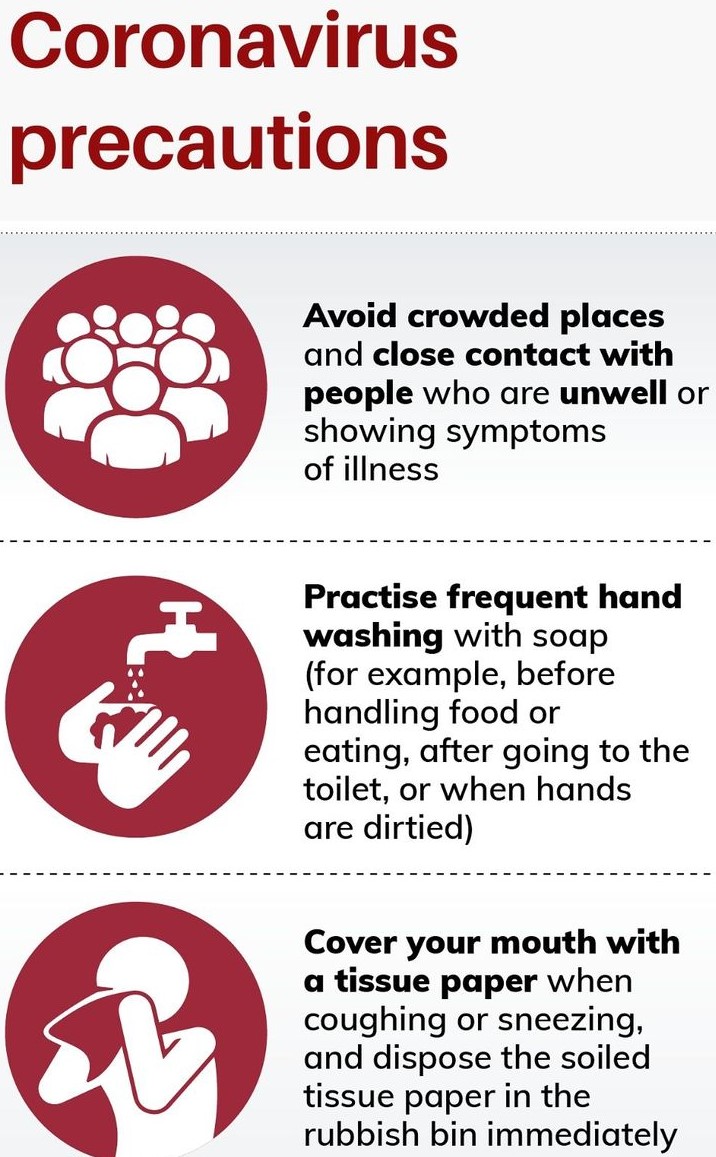 Coronavirus
precautions
Avoid crowded places
and close contact with
people who are unwell or
showing symptoms
of illness
Practise frequent hand
washing with soap
(for example, before
handling food or
eating, after going to the
toilet, or when hands
are dirtied)
Cover your mouth with
a tissue paper when
coughing or sneezing,
and dispose the soiled
tissue paper in the
rubbish bin immediately